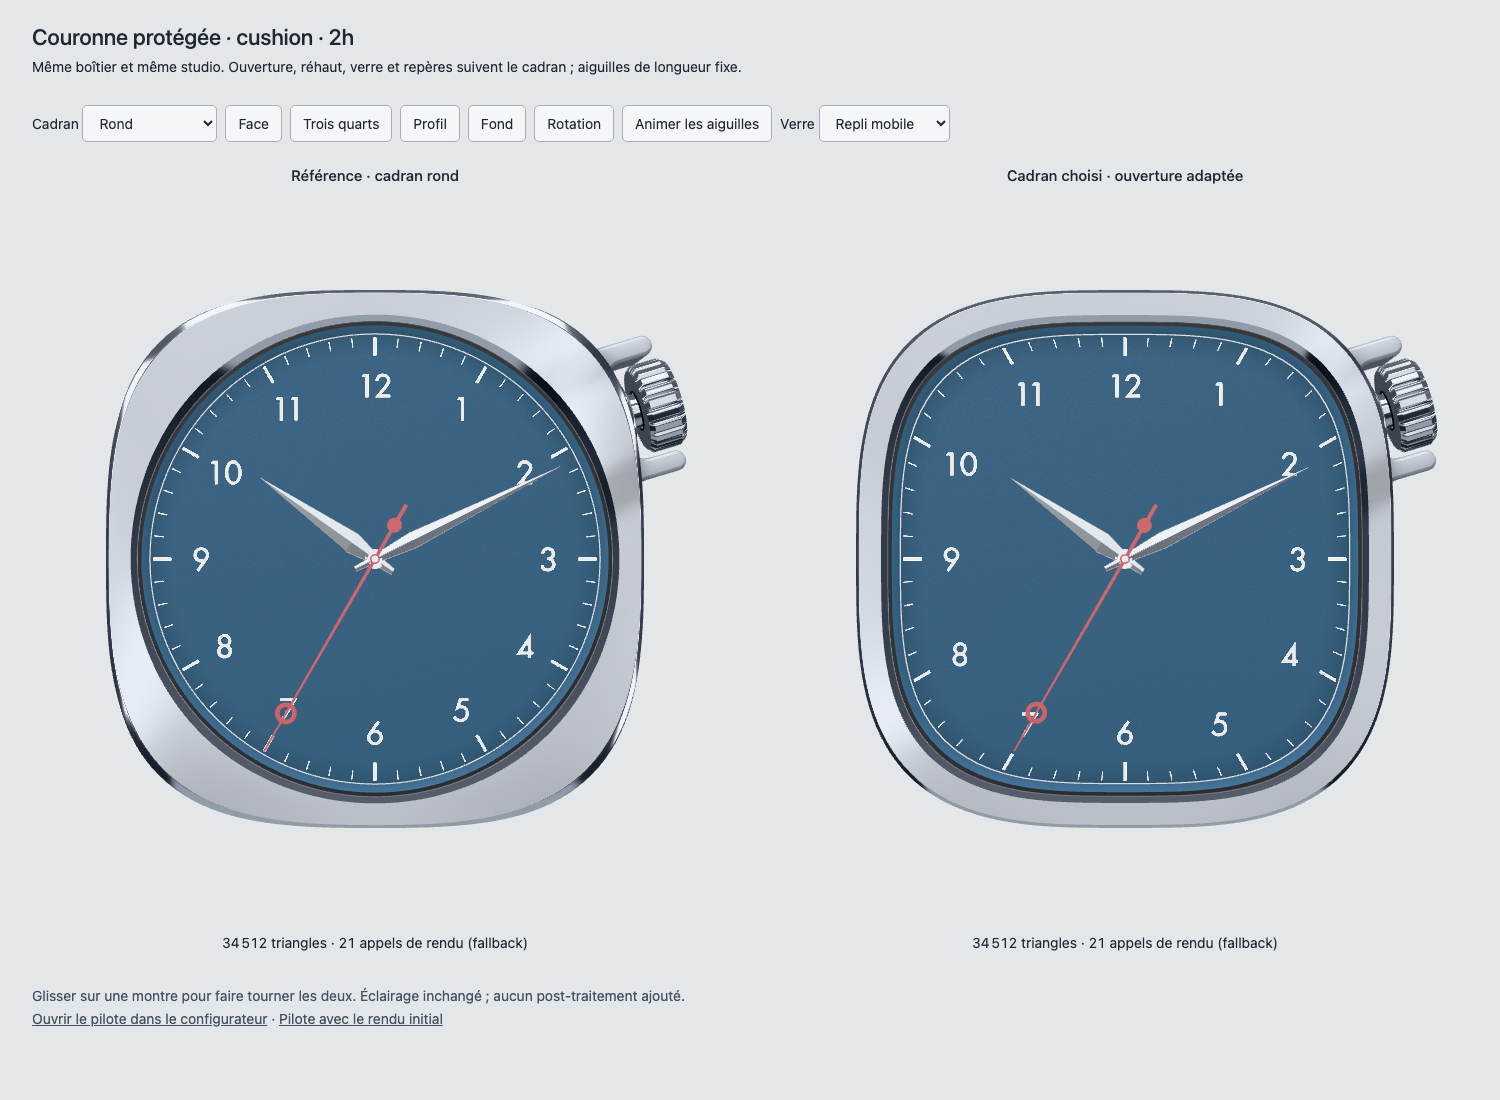 Couronne protégée · cushion · 2h
Même boîtier et même studio. Ouverture, réhaut, verre et repères suivent le cadran ; aiguilles de longueur fixe.
Cadran Rond Face Trois quarts Profil Fond Rotation Animer les aiguilles Verre Repli mobile
Référence · cadran rond
Cadran choisi · ouverture adaptée
12
11 1
10 2
9 3
8 4
7 5
6
12
11 1
10 2
9 3
8 4
7 5
6
34 512 triangles · 21 appels de rendu (fallback)
34 512 triangles · 21 appels de rendu (fallback)
Glisser sur une montre pour faire tourner les deux. Éclairage inchangé ; aucun post-traitement ajouté.
Ouvrir le pilote dans le configurateur · Pilote avec le rendu initial